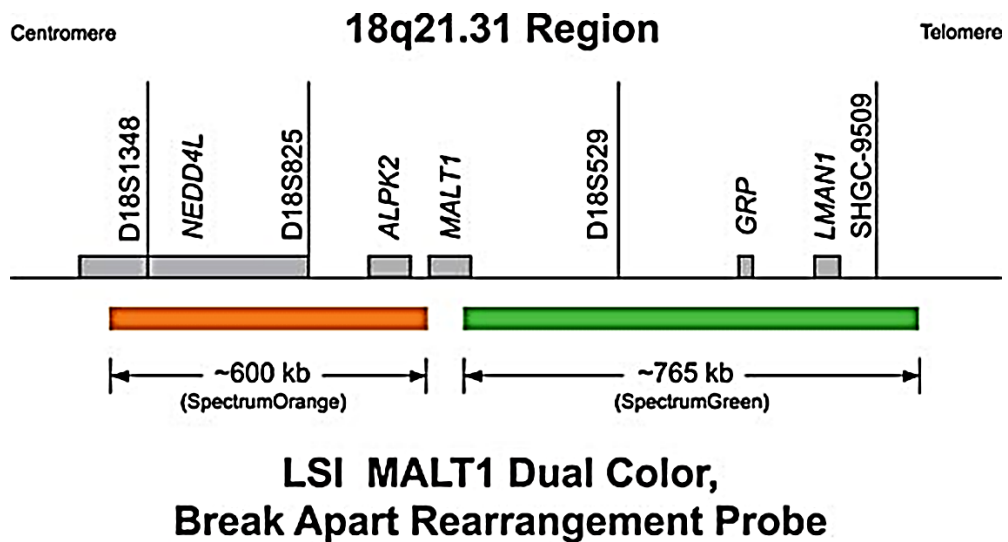 18q21.31 Region
Centromere
Telomere
D18S1348
NEDD4L
D18S825
ALPK2
MALT1
D18S529
GRP
LMAN1
SHGC-9509
~600 kb
(SpectrumOrange)
~765 kb
(SpectrumGreen)
LSI MALT1 Dual Color,
Break Apart Rearrangement Probe